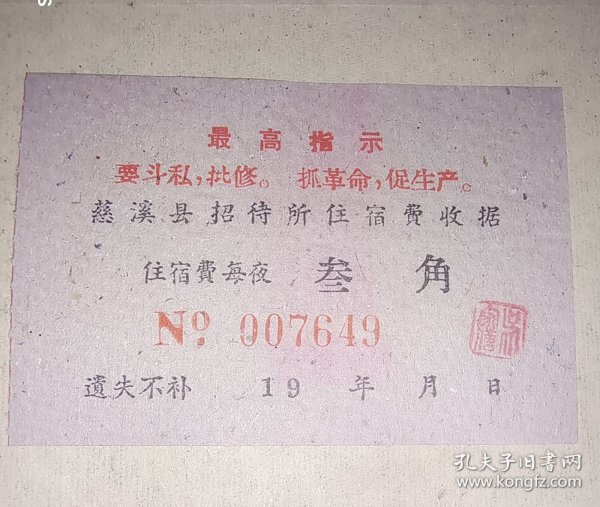 最高指示
要斗私,批修。 抓革命,促生产。
慈溪县招待所住宿费收据
住宿费每夜 叁角
№ 007649
遗失不补 19 年 月 日
孔夫子旧书网
www.kongfz.com